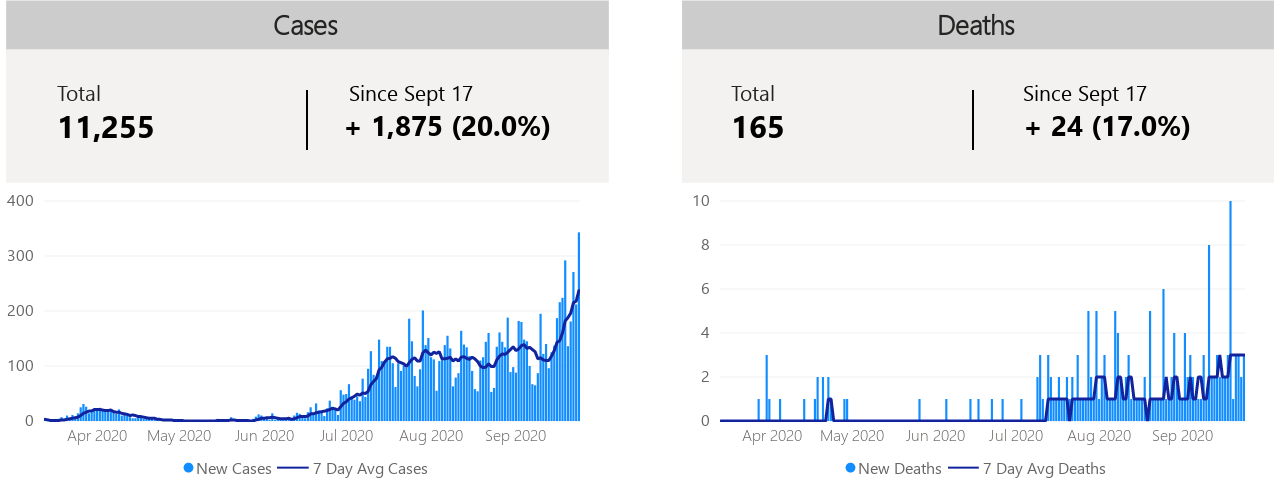 Cases
Total
11,255
Since Sept 17
+ 1,875 (20.0%)
400
300
200
100
0
Apr 2020 May 2020 Jun 2020 Jul 2020 Aug 2020 Sep 2020
New Cases 7 Day Avg Cases
Deaths
Total
165
Since Sept 17
+ 24 (17.0%)
10
8
6
4
2
0
Apr 2020 May 2020 Jun 2020 Jul 2020 Aug 2020 Sep 2020
New Deaths 7 Day Avg Deaths